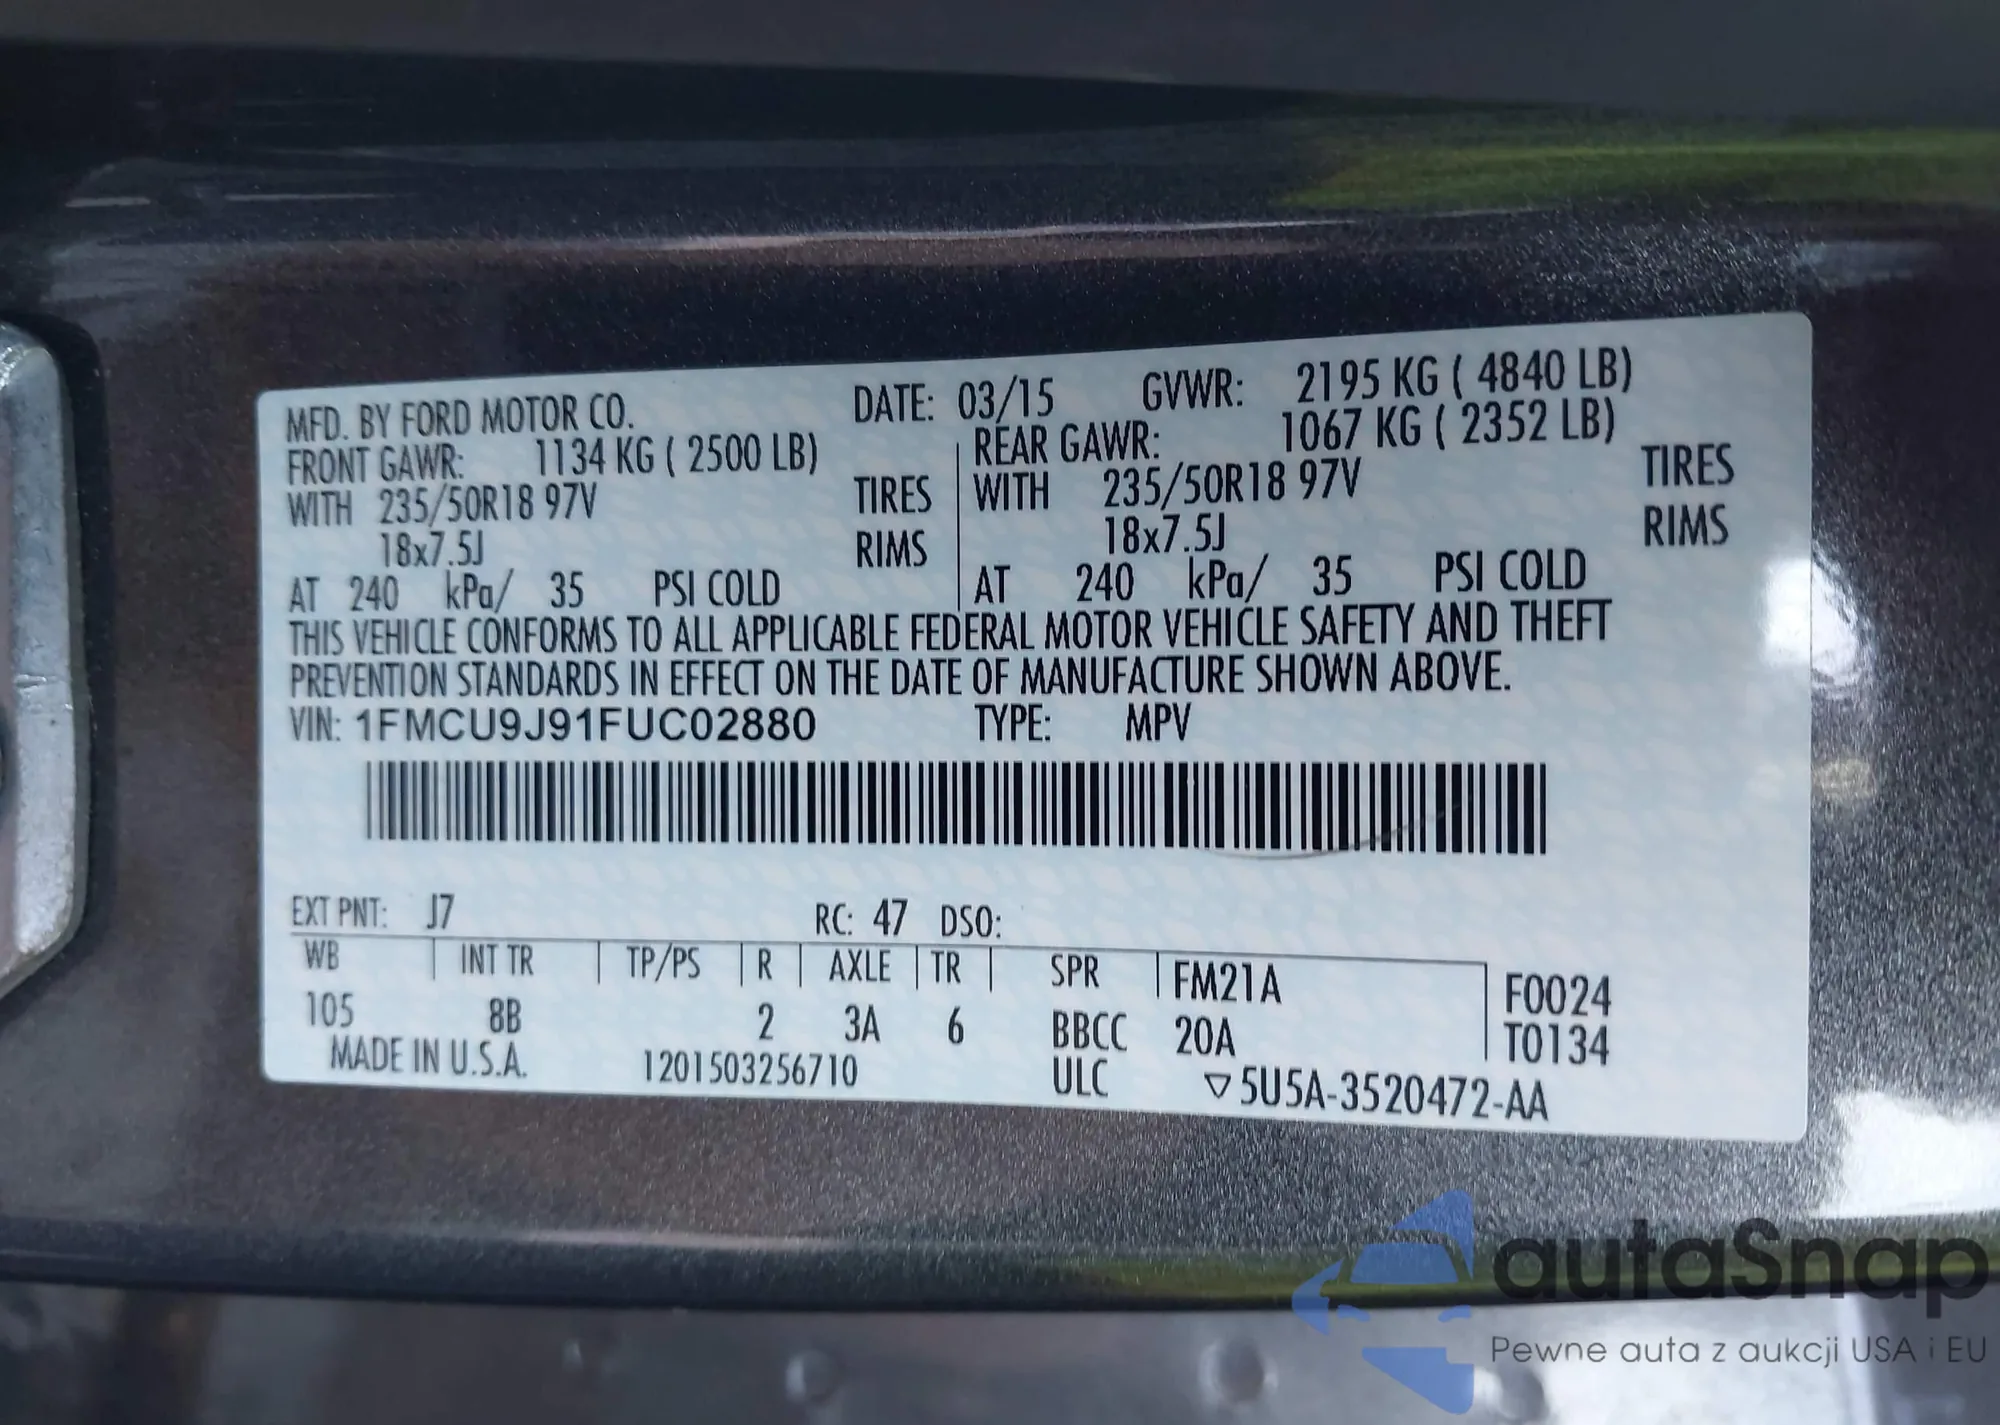 MFD. BY FORD MOTOR CO. DATE: 03/15 GVWR: 2195 KG ( 4840 LB)
FRONT GAWR: 1134 KG ( 2500 LB) REAR GAWR: 1067 KG ( 2352 LB)
WITH 235/50R18 97V TIRES WITH 235/50R18 97V TIRES
18x7.5J RIMS 18x7.5J RIMS
AT 240 kPa/ 35 PSI COLD AT 240 kPa/ 35 PSI COLD
THIS VEHICLE CONFORMS TO ALL APPLICABLE FEDERAL MOTOR VEHICLE SAFETY AND THEFT
PREVENTION STANDARDS IN EFFECT ON THE DATE OF MANUFACTURE SHOWN ABOVE.
VIN: 1FMCU9J91FUC02880 TYPE: MPV
EXT PNT: J7 RC: 47 DSO:
WB INT TR TP/PS R AXLE TR SPR FM21A F0024
105 8B 2 3A 6 BBCC 20A T0134
MADE IN U.S.A. 1201503256710 ULC ▽5U5A-3520472-AA
autaSnap
Pewne auta z aukcji USA i EU